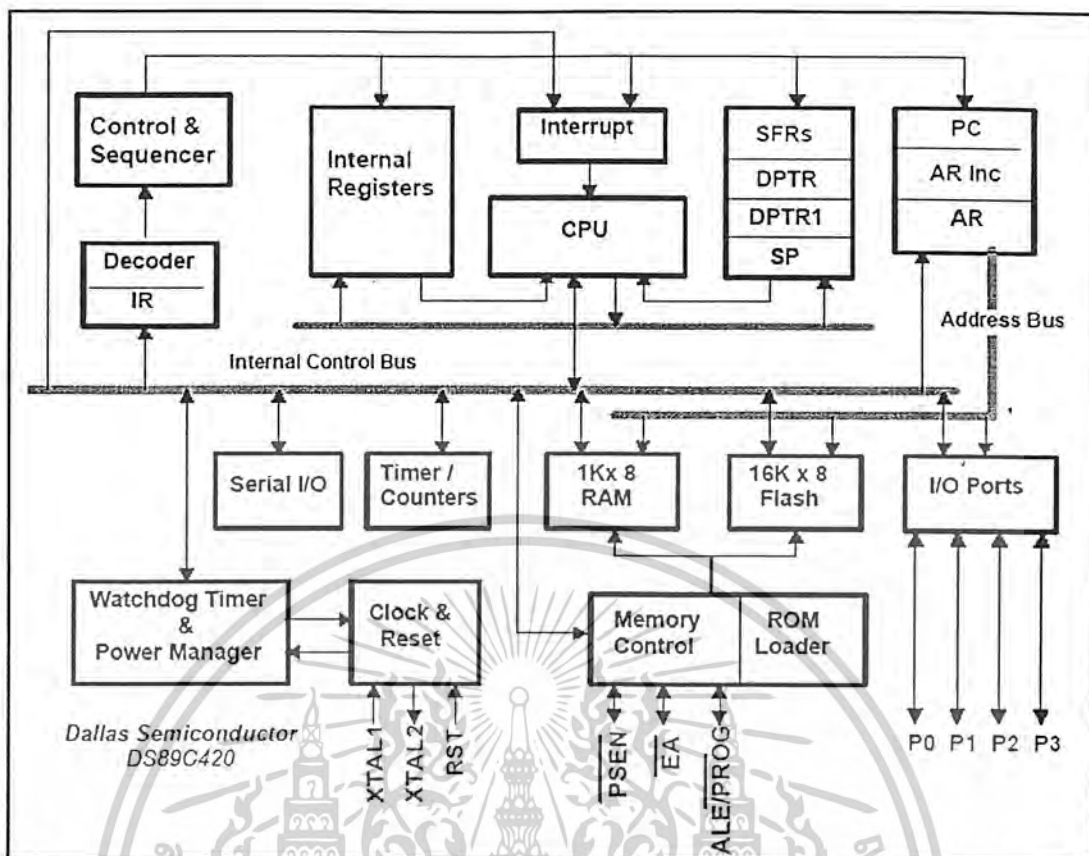 Control &
Sequencer
Decoder
IR
Internal
Registers
Interrupt
CPU
SFRs
DPTR
DPTR1
SP
PC
AR Inc
AR
Address Bus
Internal Control Bus
Serial I/O
Timer /
Counters
1Kx 8
RAM
16K x 8
Flash
I/O Ports
Watchdog Timer
&
Power Manager
Clock &
Reset
Memory
Control
ROM
Loader
Dallas Semiconductor
DS89C420
XTAL1
XTAL2
RST
PSEN
EA
ALE/PROG
P0
P1
P2
P3